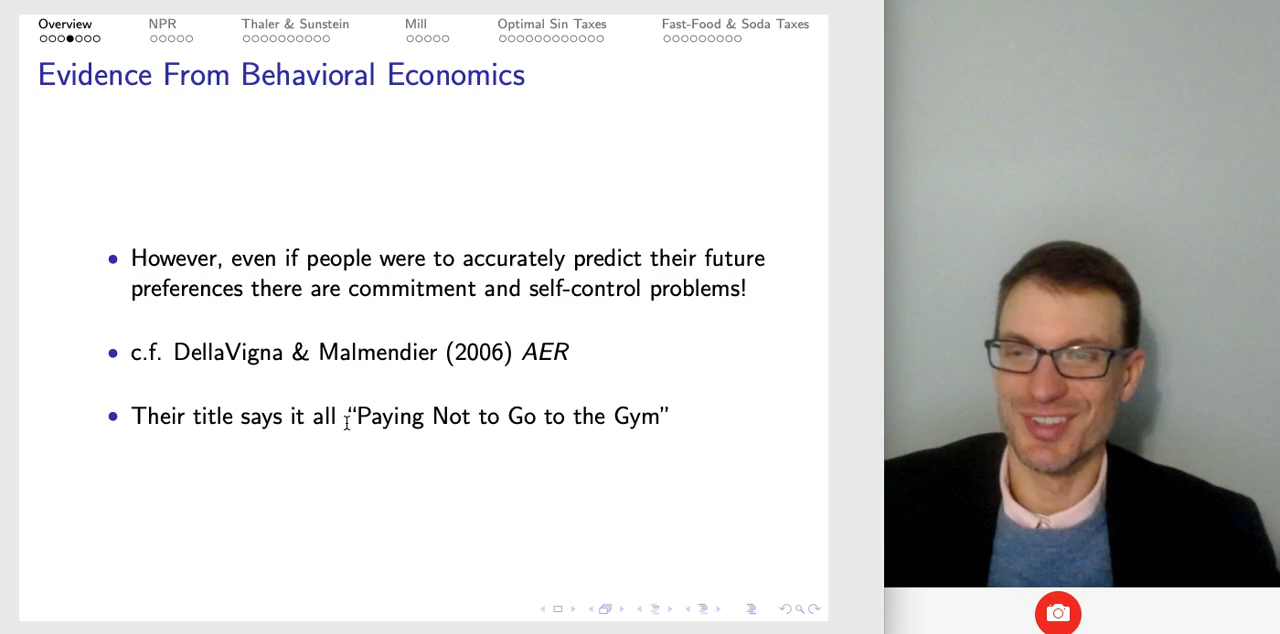 Overview NPR Thaler & Sunstein Mill Optimal Sin Taxes Fast-Food & Soda Taxes
Evidence From Behavioral Economics
• However, even if people were to accurately predict their future
preferences there are commitment and self-control problems!
• c.f. DellaVigna & Malmendier (2006) AER
• Their title says it all “Paying Not to Go to the Gym”